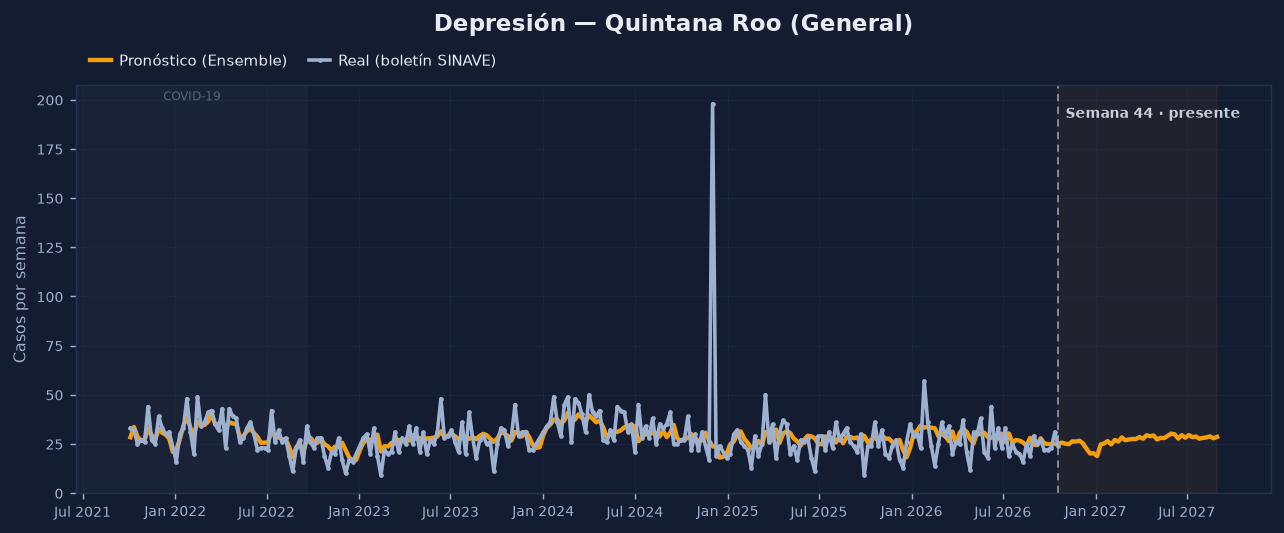 Depresión — Quintana Roo (General)
Pronóstico (Ensemble)
Real (boletín SINAVE)
COVID-19
Semana 44 · presente
Casos por semana
200
175
150
125
100
75
50
25
0
Jul 2021
Jan 2022
Jul 2022
Jan 2023
Jul 2023
Jan 2024
Jul 2024
Jan 2025
Jul 2025
Jan 2026
Jul 2026
Jan 2027
Jul 2027